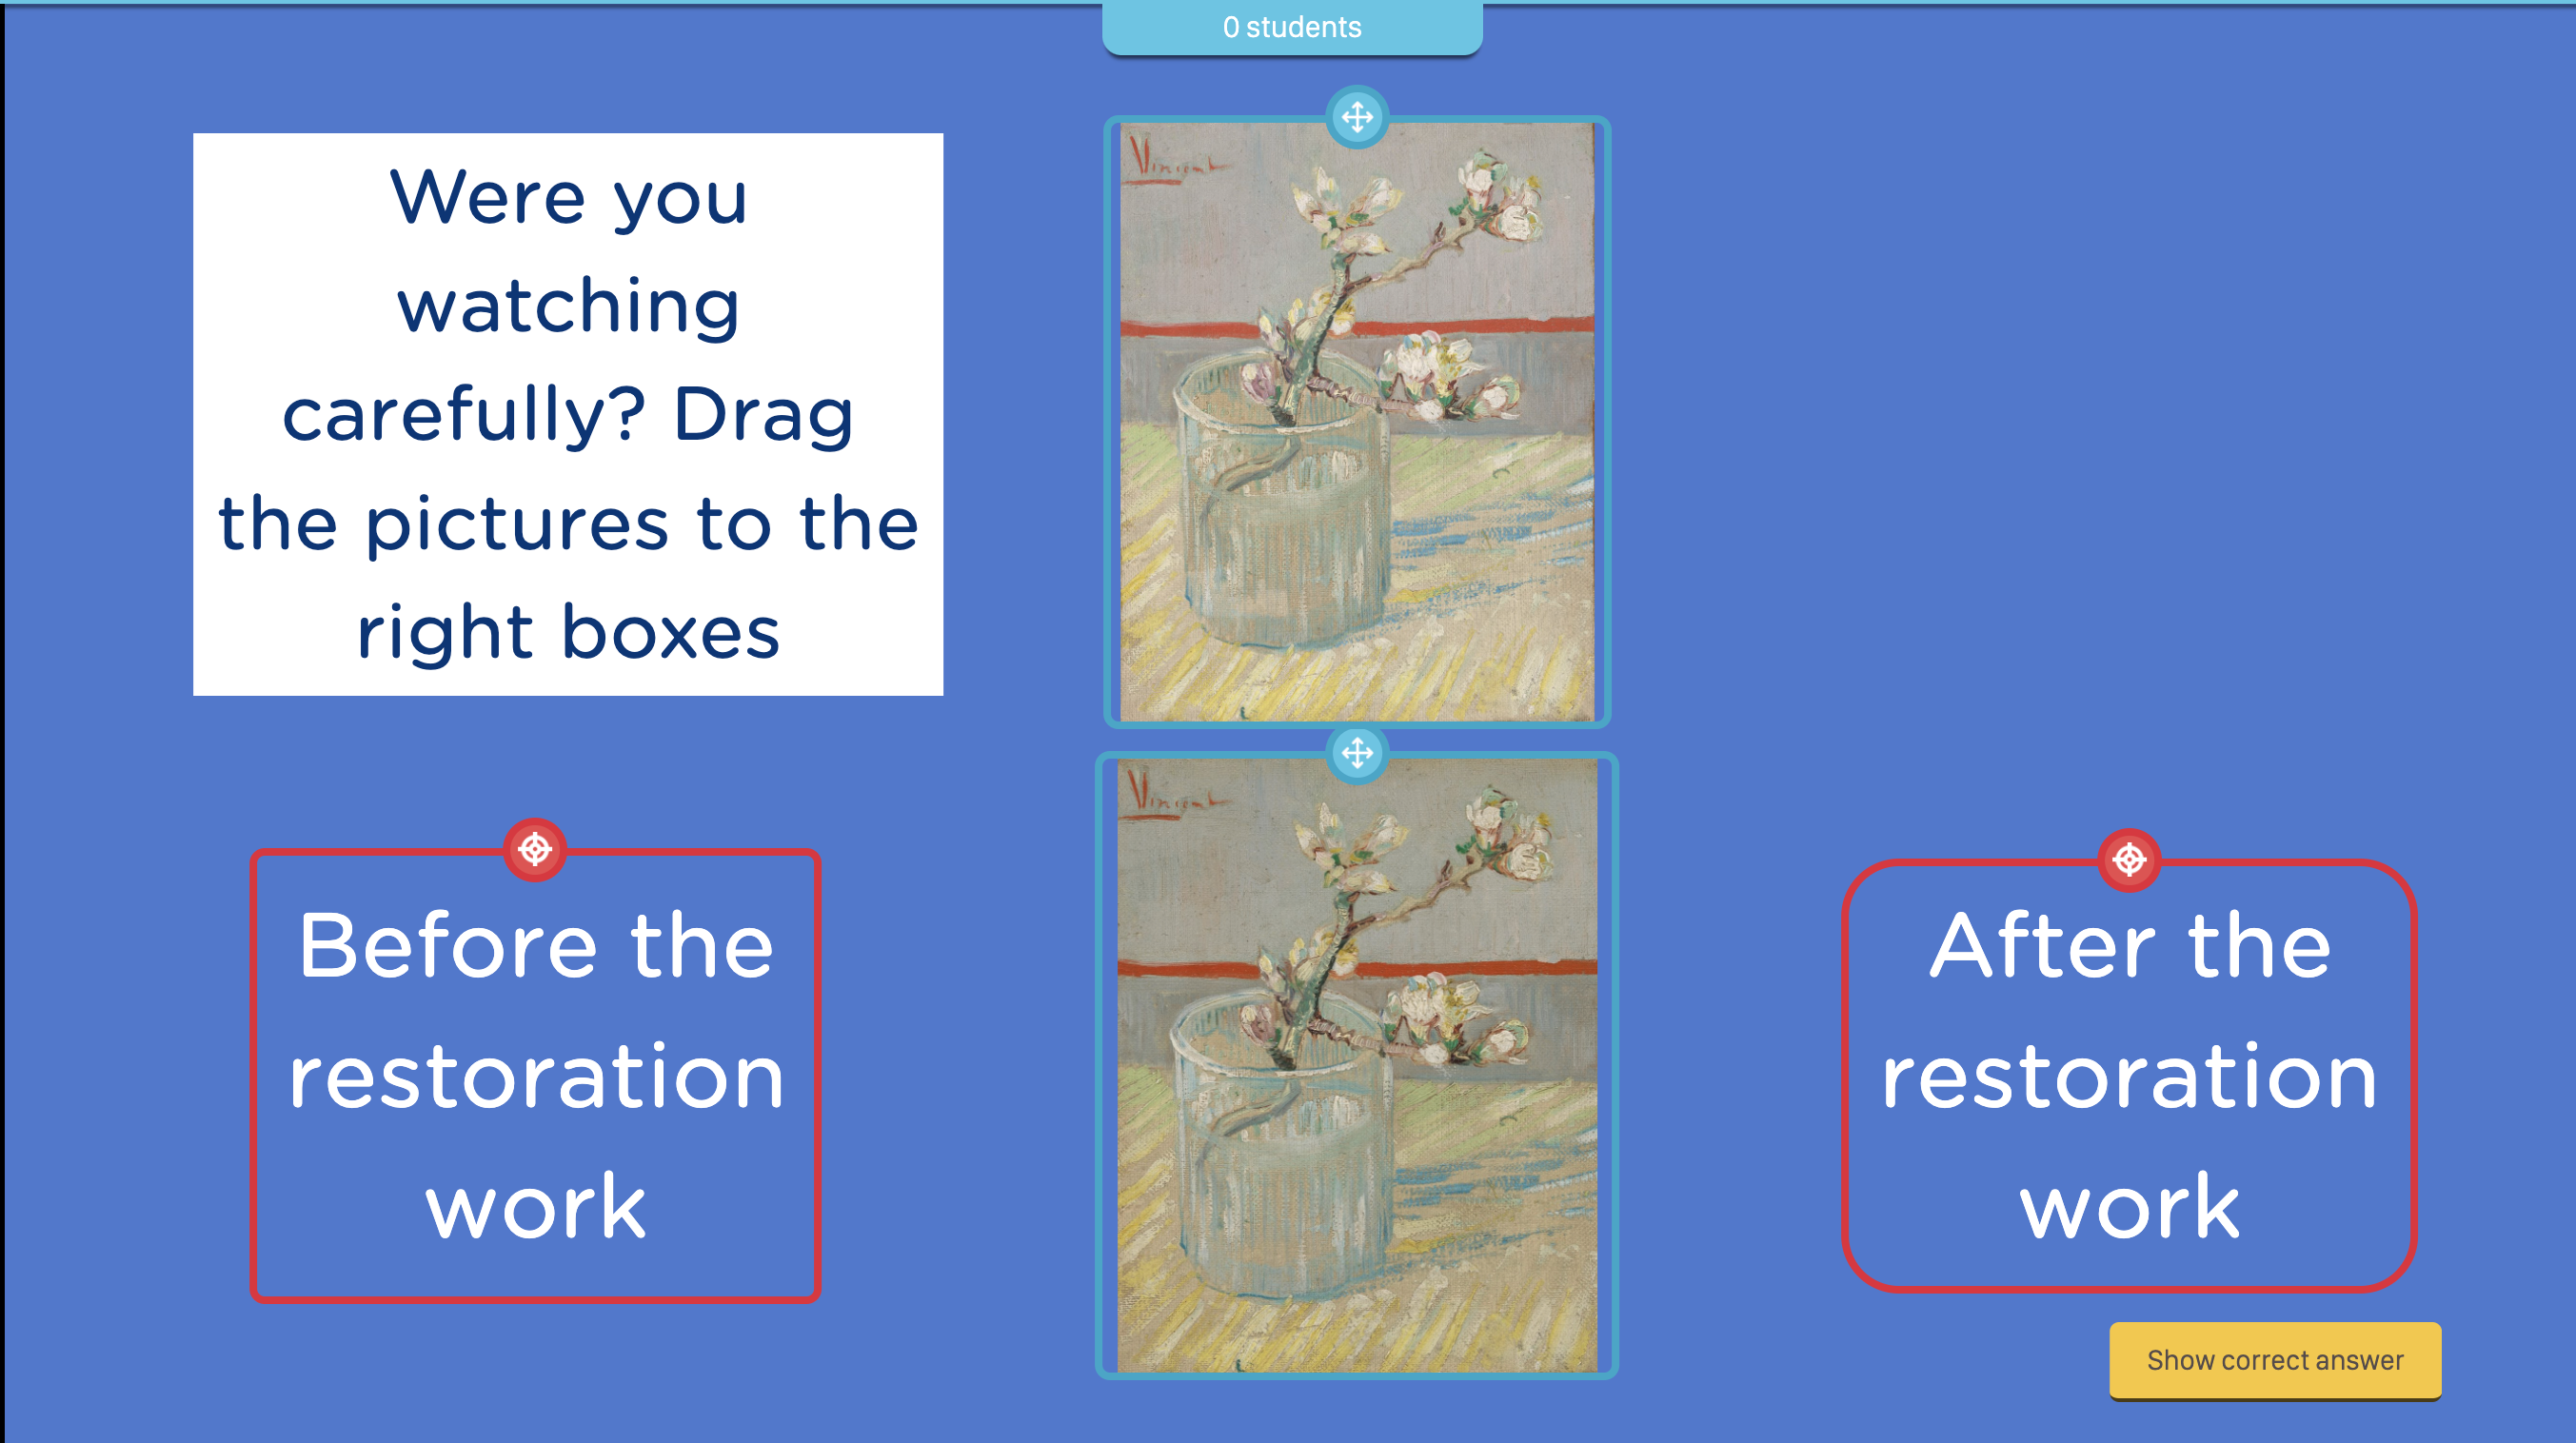 0 students
Were you
watching
carefully? Drag
the pictures to the
right boxes
Vincent
Vincent
Before the
restoration
work
After the
restoration
work
Show correct answer